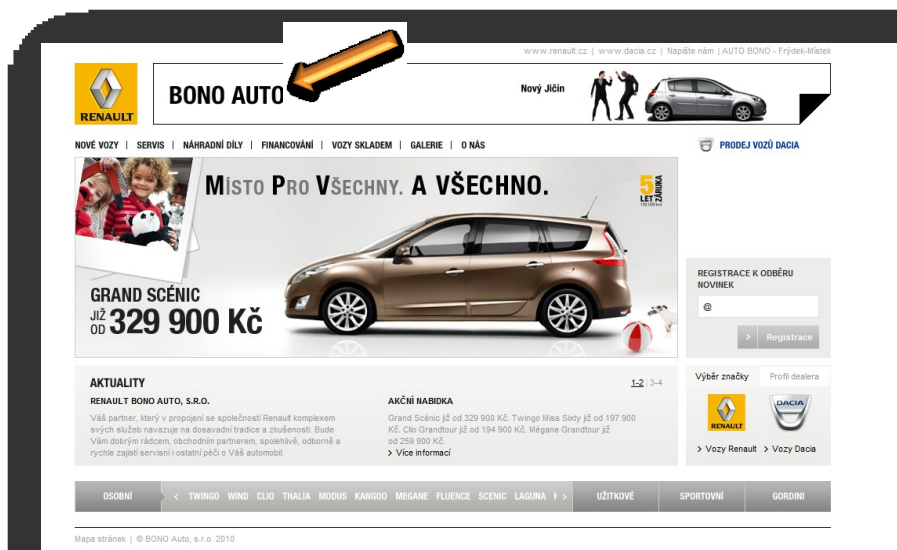 www.renault.cz | www.dacia.cz | Napište nám | AUTO BONO - Frýdek-Místek
RENAULT
BONO AUTO
Nový Jičín
NOVÉ VOZY | SERVIS | NÁHRADNÍ DÍLY | FINANCOVÁNÍ | VOZY SKLADEM | GALERIE | O NÁS
PRODEJ VOZŮ DACIA
MÍSTO PRO VŠECHNY. A VŠECHNO.
5
LET ZÁRUKA
GRAND SCÉNIC
JIŽ OD 329 900 Kč
REGISTRACE K ODBĚRU
NOVINEK
@
> Registrace
AKTUALITY
1-2 | 3-4
RENAULT BONO AUTO, S.R.O.
Váš partner, který v propojení se společností Renault komplexem
svých služeb navazuje na dosavadní tradice a zkušenosti. Bude
Vám dobrým rádcem, obchodním partnerem, spolehlivě, odborně a
rychle zajistí servisní i ostatní péči o Váš automobil.
AKČNÍ NABIDKA
Grand Scénic již od 329 900 Kč. Twingo Miss Sixty již od 197 900
Kč. Clio Grandtour již od 194 900 Kč. Mégane Grandtour již
od 259 900 Kč.
> Více informací
Výběr značky
Profil dealera
RENAULT
DACIA
> Vozy Renault > Vozy Dacia
OSOBNÍ
< TWINGO WIND CLIO THALIA MODUS KANGOO MEGANE FLUENCE SCENIC LAGUNA >
UŽITKOVÉ
SPORTOVNÍ
GORDINI
Mapa stránek | © BONO Auto, s.r.o. 2010